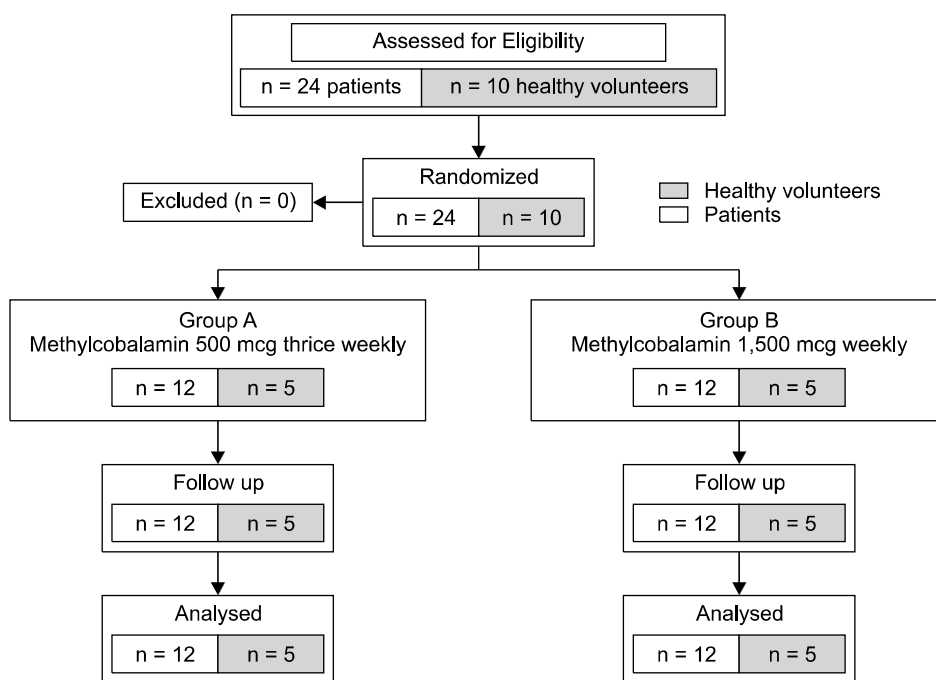 Assessed for Eligibility
n = 24 patients
n = 10 healthy volunteers
Randomized
n = 24
n = 10
Excluded (n = 0)
Healthy volunteers
Patients
Group A
Methylcobalamin 500 mcg thrice weekly
n = 12
n = 5
Group B
Methylcobalamin 1,500 mcg weekly
n = 12
n = 5
Follow up
n = 12
n = 5
Follow up
n = 12
n = 5
Analysed
n = 12
n = 5
Analysed
n = 12
n = 5